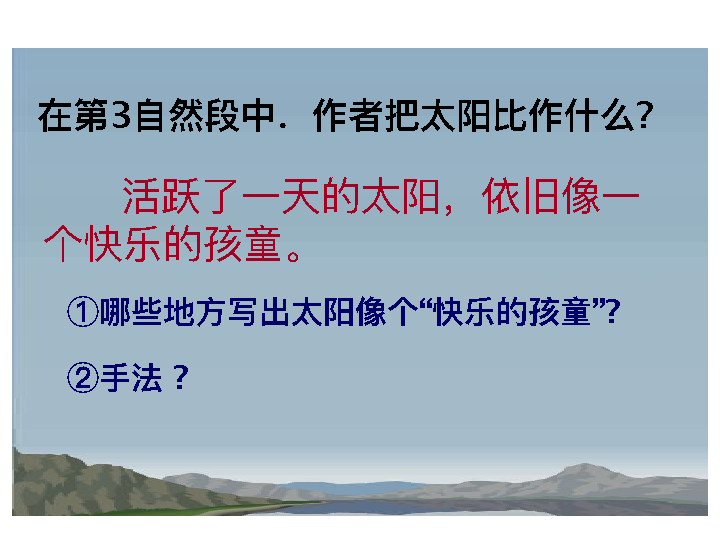 在第3自然段中．作者把太阳比作什么?
活跃了一天的太阳，依旧像一
个快乐的孩童。
①哪些地方写出太阳像个“快乐的孩童”?
②手法？